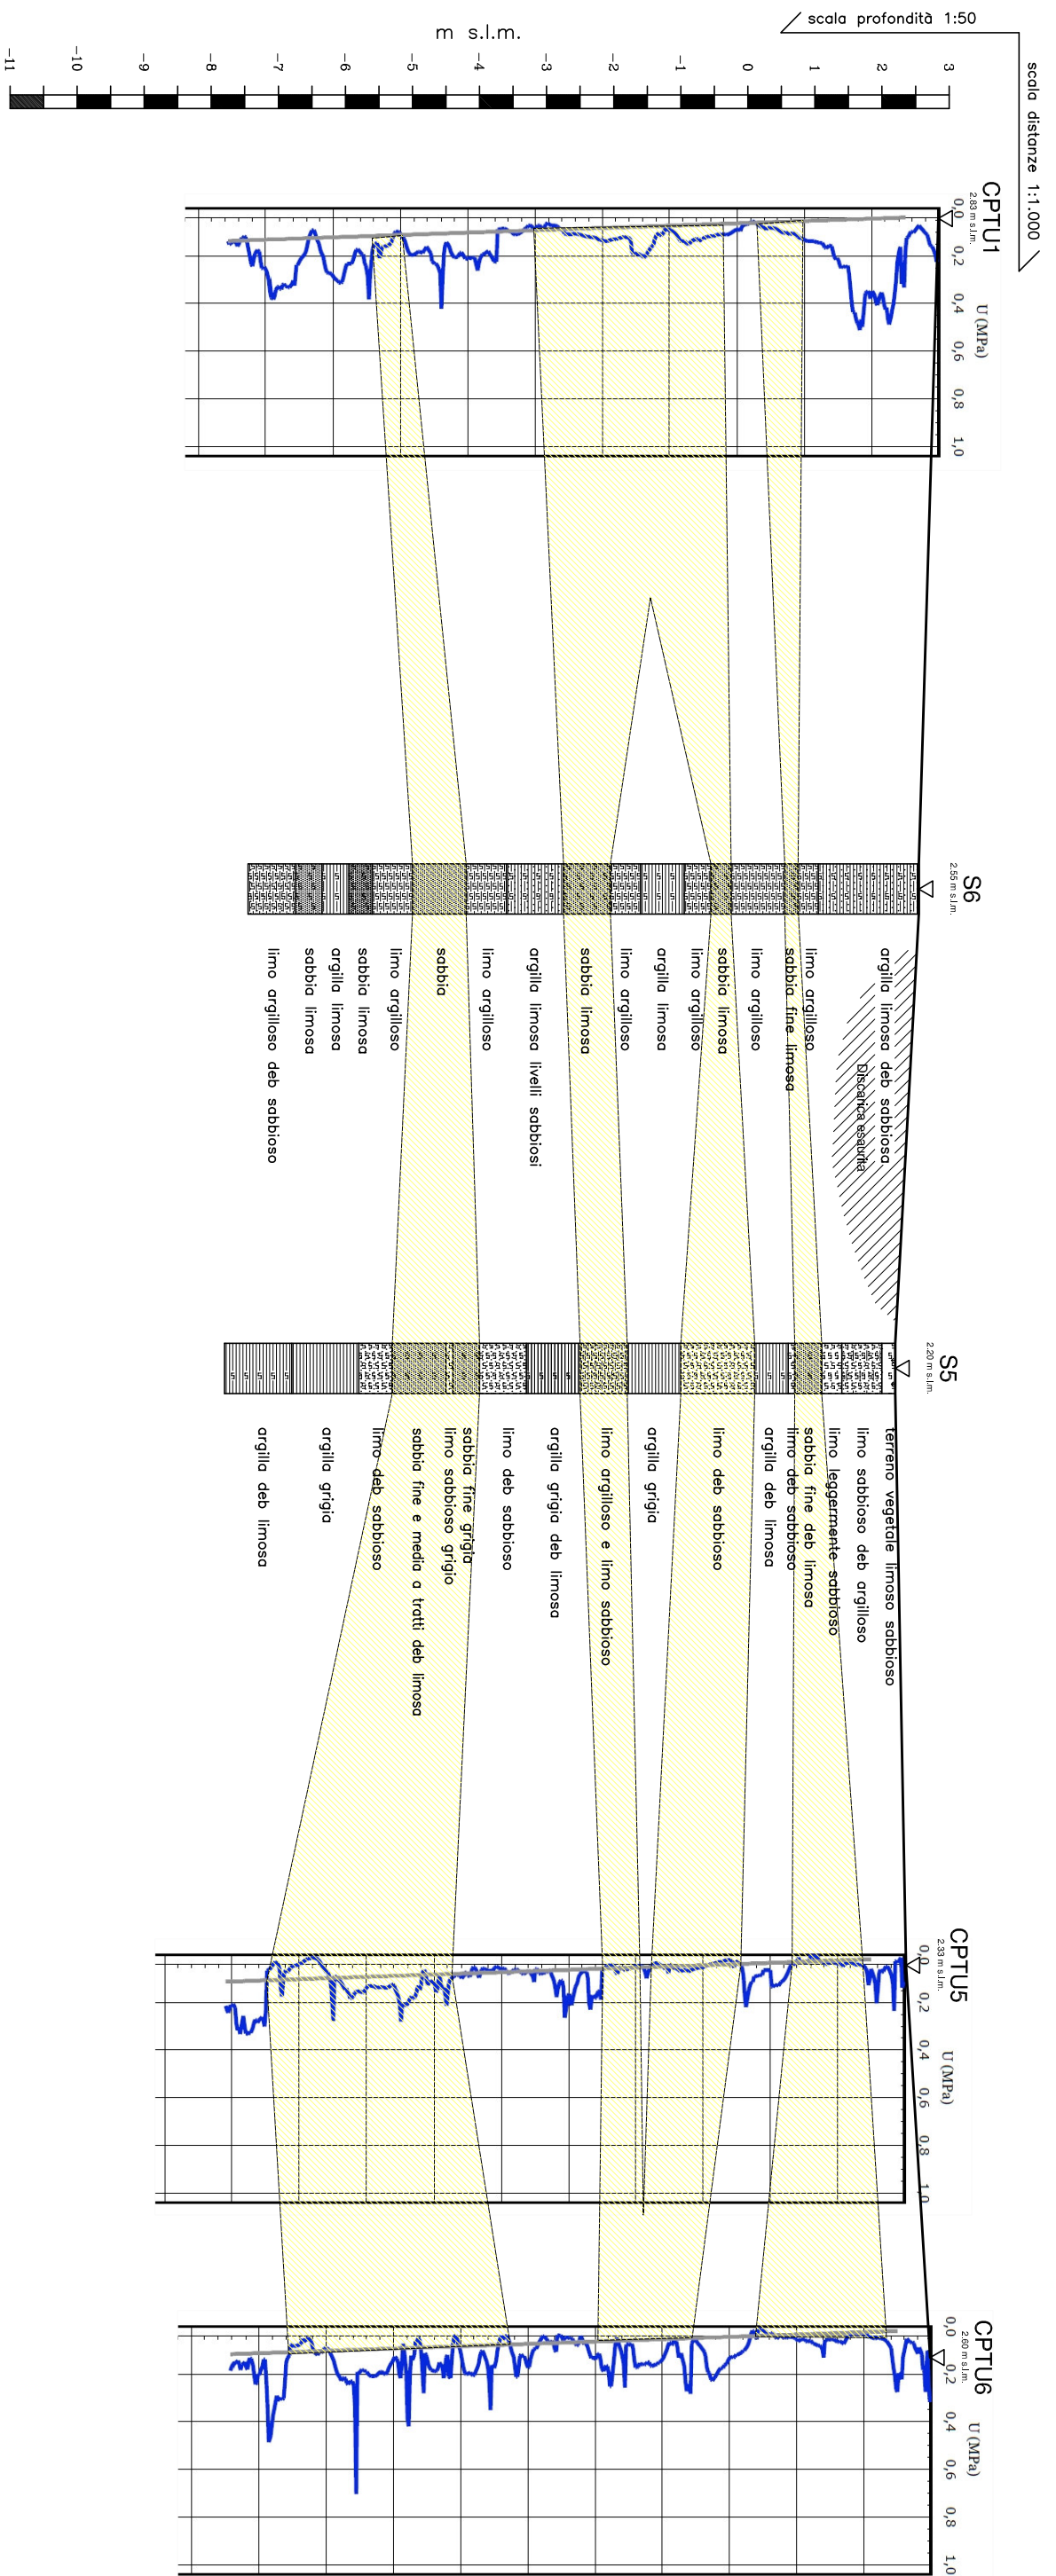 scala profondità 1:50
scala distanze 1:1.000
m s.l.m.
3
2
1
0
-1
-2
-3
-4
-5
-6
-7
-8
-9
-10
-11
CPTU1
2.83 m s.l.m.
U (MPa)
0,0
0,2
0,4
0,6
0,8
1,0
S6
2.55 m s.l.m.
argilla limosa deb sabbiosa
Discarica esaurita
limo argilloso
sabbia fine limosa
limo argilloso
sabbia limosa
limo argilloso
argilla limosa
limo argilloso
sabbia limosa
argilla limosa livelli sabbiosi
limo argilloso
sabbia
limo argilloso
sabbia limosa
argilla limosa
sabbia limosa
limo argilloso deb sabbioso
S5
2.20 m s.l.m.
terreno vegetale limoso sabbioso
limo sabbioso deb argilloso
limo leggermente sabbioso
sabbia fine deb limosa
limo deb sabbioso
argilla deb limosa
limo deb sabbioso
argilla grigia
limo argilloso e limo sabbioso
argilla grigia deb limosa
limo deb sabbioso
sabbia fine grigia
limo sabbioso grigio
sabbia fine e media a tratti deb limosa
limo deb sabbioso
argilla grigia
argilla deb limosa
CPTU5
2.33 m s.l.m.
U (MPa)
0,0
0,2
0,4
0,6
0,8
1,0
CPTU6
2.60 m s.l.m.
U (MPa)
0,0
0,2
0,4
0,6
0,8
1,0